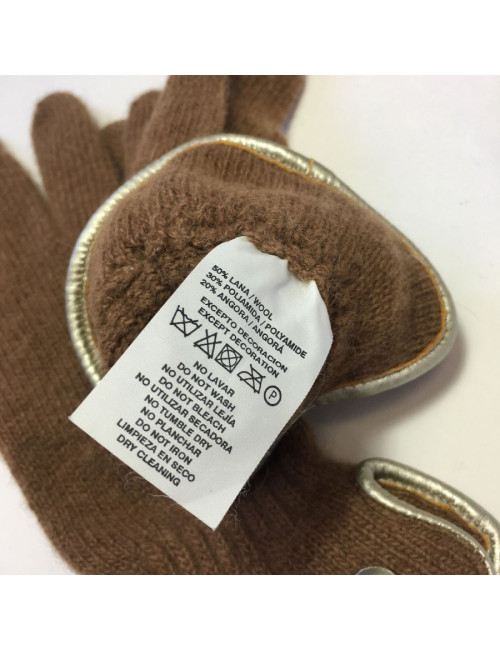 50% LANA / WOOL
30% POLIAMIDA / POLYAMIDE
20% ANGORA / ANGORÁ
EXCEPTO DECORACION
EXCEPT DECORATION
P
NO LAVAR
DO NOT WASH
NO UTILIZAR LEJÍA
DO NOT BLEACH
NO UTILIZAR SECADORA
NO TUMBLE DRY
NO PLANCHAR
DO NOT IRON
LIMPIEZA EN SECO
DRY CLEANING